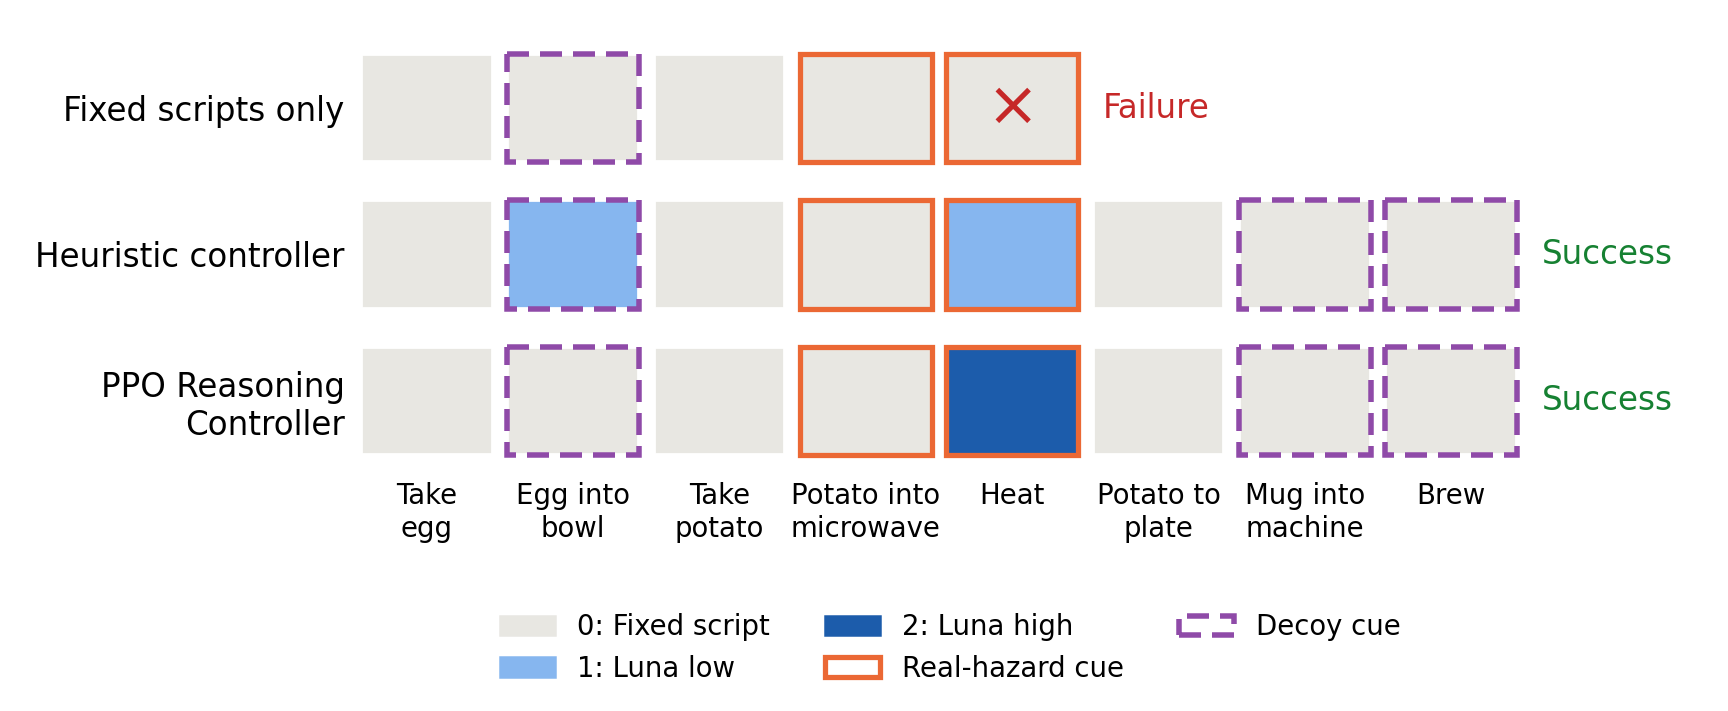 Fixed scripts only
Failure
Heuristic controller
Success
PPO Reasoning
Controller
Success
Take
egg
Egg into
bowl
Take
potato
Potato into
microwave
Heat
Potato to
plate
Mug into
machine
Brew
0: Fixed script
1: Luna low
2: Luna high
Real-hazard cue
Decoy cue